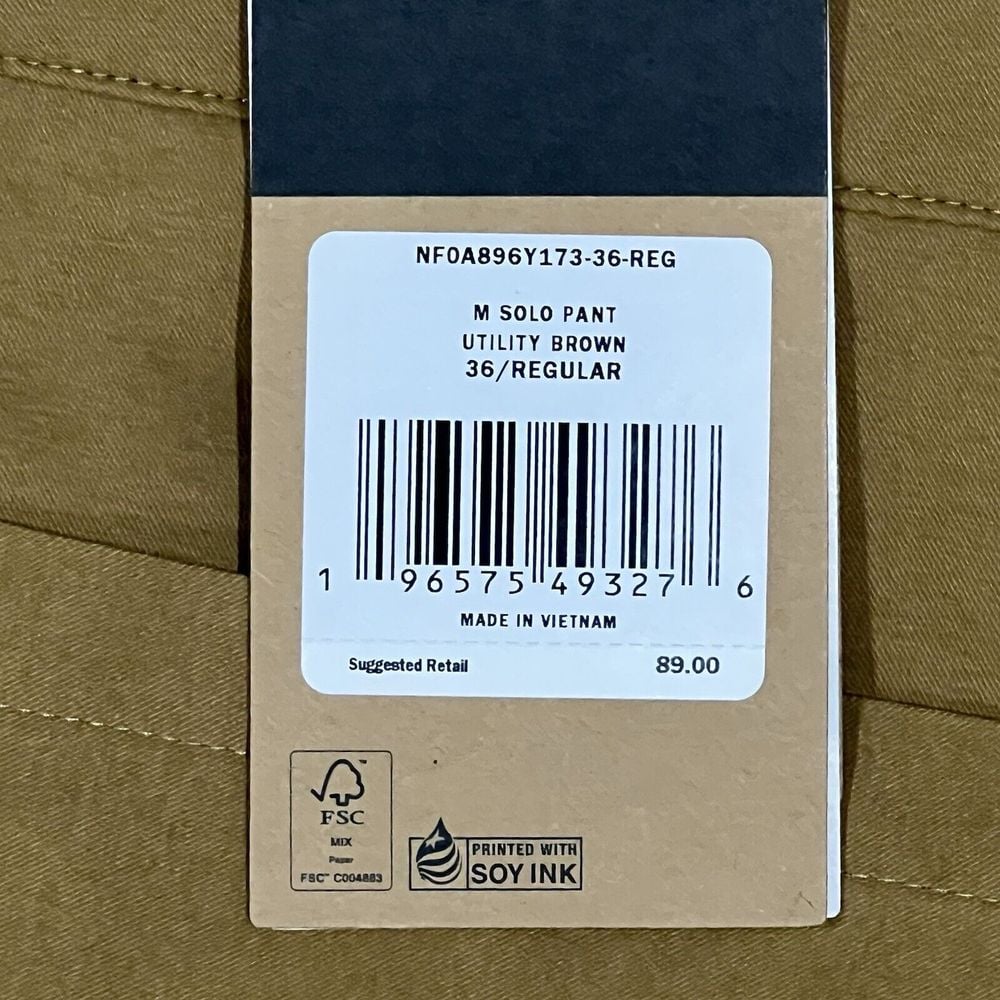 NF0A896Y173-36-REG
M SOLO PANT
UTILITY BROWN
36/REGULAR
1 96575 49327 6
MADE IN VIETNAM
Suggested Retail 89.00
™
FSC
MIX
Paper
FSC™ C004883
PRINTED WITH
SOY INK